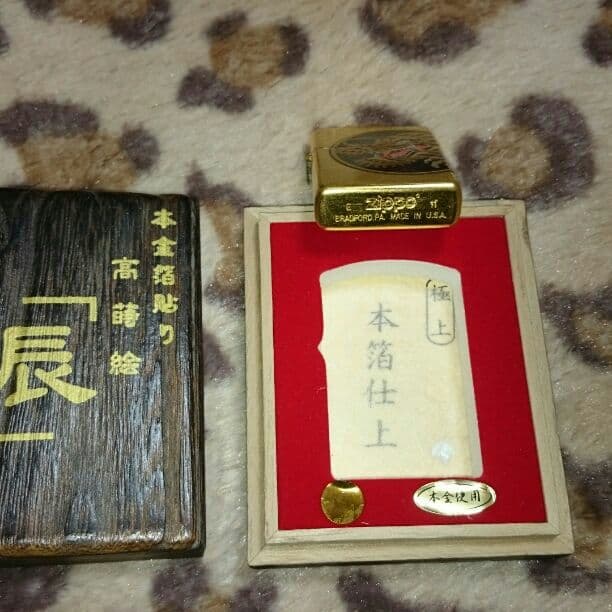 本金箔貼り
高蒔絵
「辰」
E Zippo
BRADFORD,PA. MADE IN U.S.A.
極上
本箔仕上
本金使用